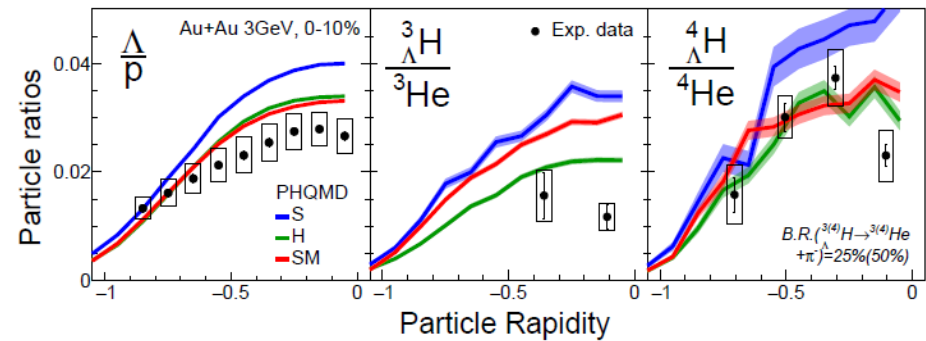 Particle ratios
0.04
0.02
0
Λ
p
Au+Au 3GeV, 0-10%
PHQMD
S
H
SM
−1
−0.5
0
³ΛH
³He
Exp. data
−1
−0.5
0
⁴ΛH
⁴He
B.R.(³⁽⁴⁾ΛH→³⁽⁴⁾He
+π⁻)=25%(50%)
−1
−0.5
0
Particle Rapidity